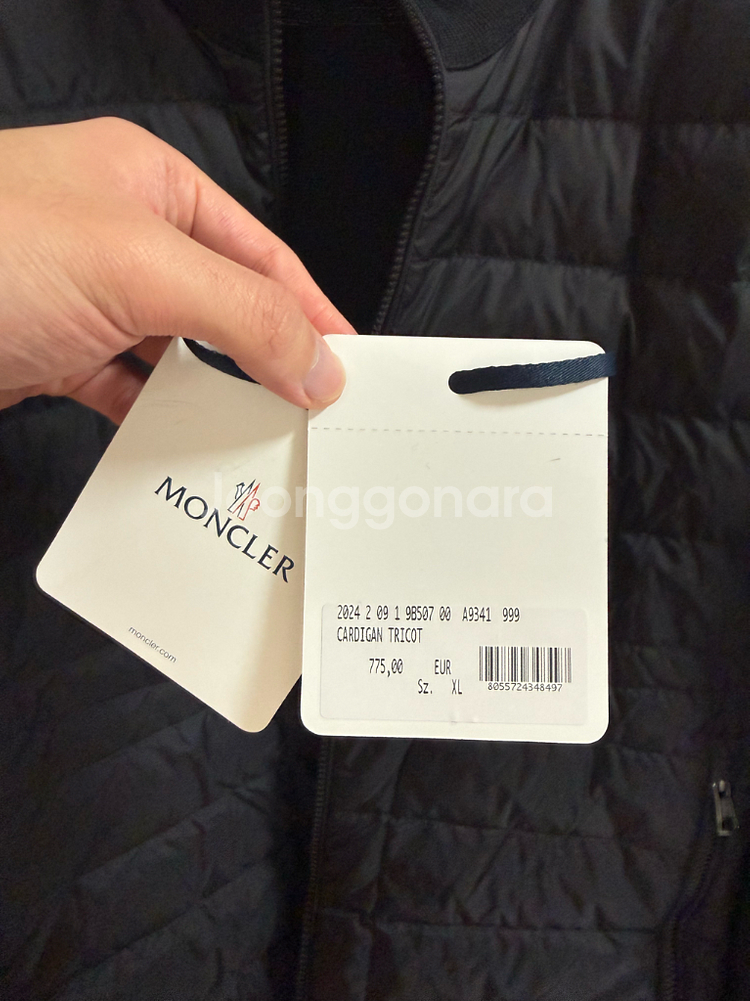 MONCLER
moncler.com
joonggonara
2024 2 09 1 9B507 00 A9341 999
CARDIGAN TRICOT
775,00 EUR
Sz. XL
8055724348497